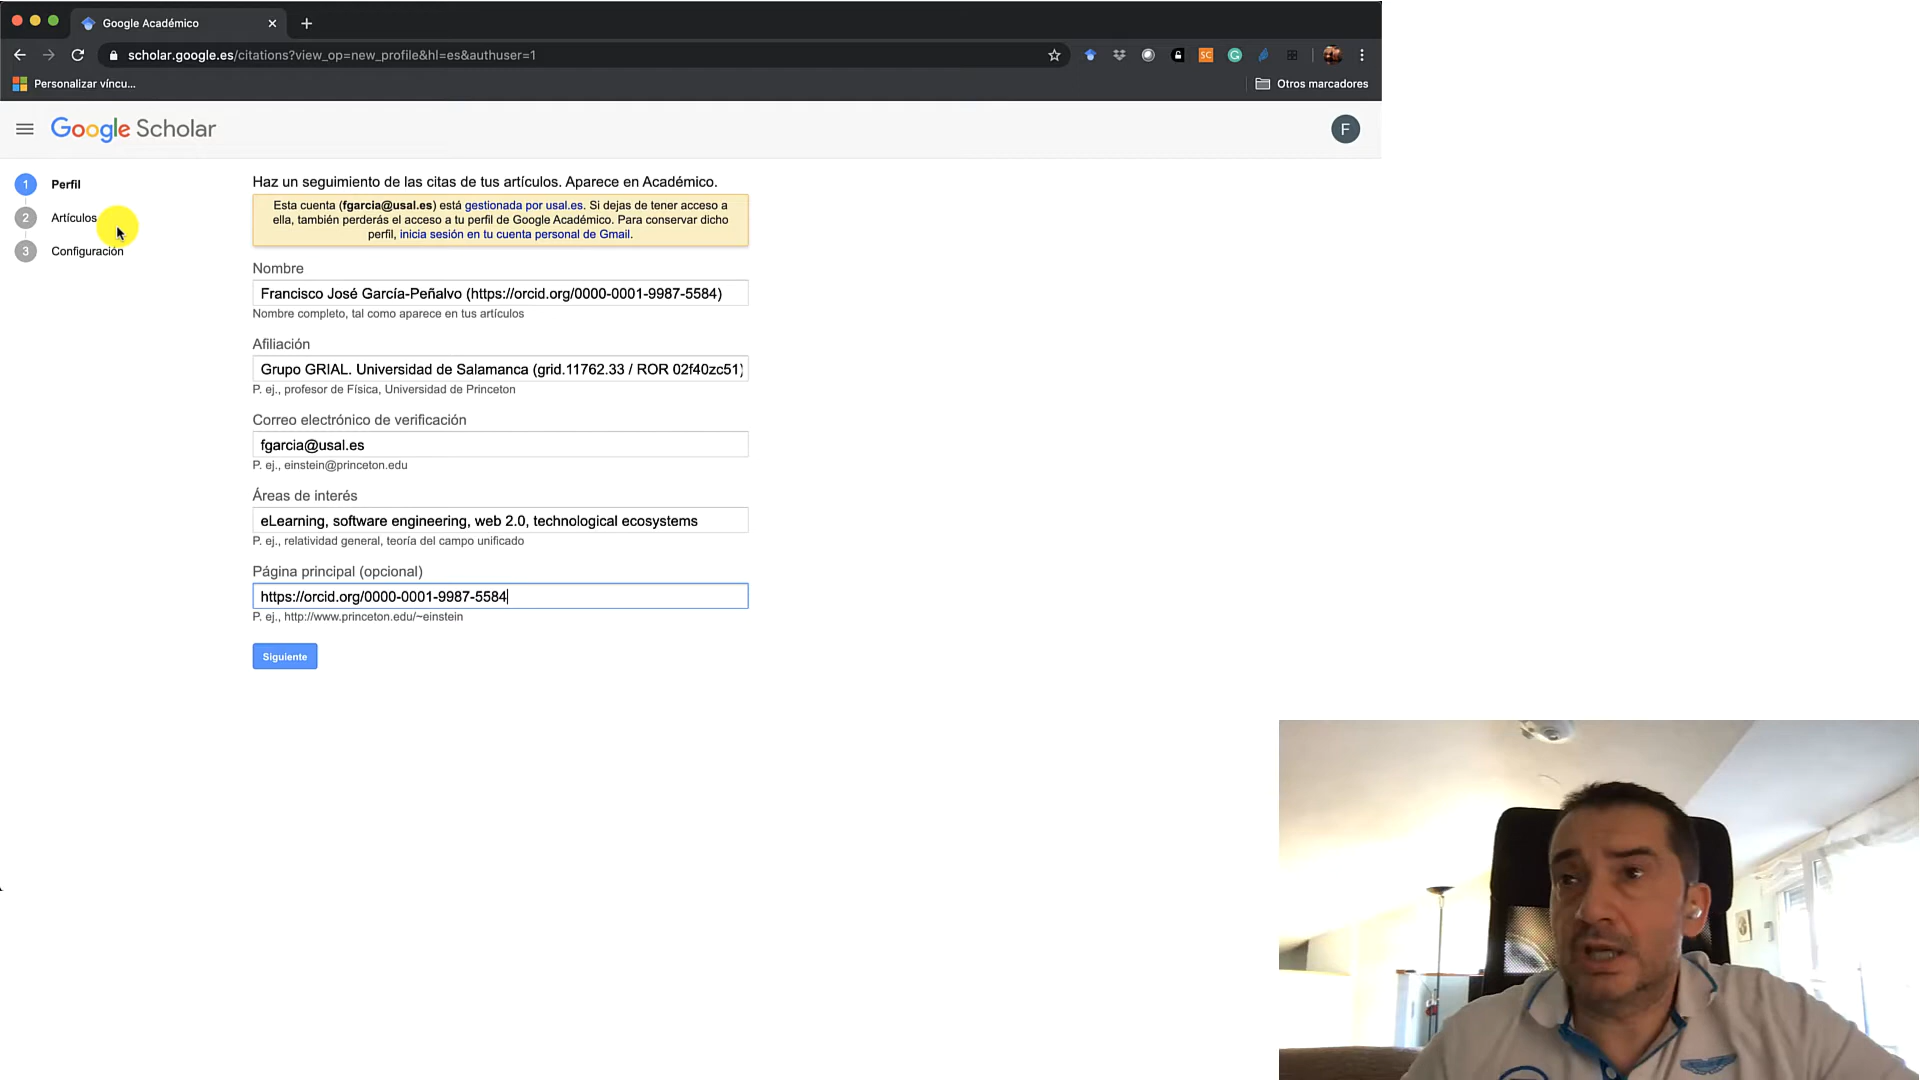 Google Académico
scholar.google.es/citations?view_op=new_profile&hl=es&authuser=1
Personalizar víncu...
Otros marcadores
Google Scholar
F
1 Perfil
2 Artículos
3 Configuración
Haz un seguimiento de las citas de tus artículos. Aparece en Académico.
Esta cuenta (fgarcia@usal.es) está gestionada por usal.es. Si dejas de tener acceso a
ella, también perderás el acceso a tu perfil de Google Académico. Para conservar dicho
perfil, inicia sesión en tu cuenta personal de Gmail.
Nombre
Francisco José García-Peñalvo (https://orcid.org/0000-0001-9987-5584)
Nombre completo, tal como aparece en tus artículos
Afiliación
Grupo GRIAL. Universidad de Salamanca (grid.11762.33 / ROR 02f40zc51)
P. ej., profesor de Física, Universidad de Princeton
Correo electrónico de verificación
fgarcia@usal.es
P. ej., einstein@princeton.edu
Áreas de interés
eLearning, software engineering, web 2.0, technological ecosystems
P. ej., relatividad general, teoría del campo unificado
Página principal (opcional)
https://orcid.org/0000-0001-9987-5584
P. ej., http://www.princeton.edu/~einstein
Siguiente